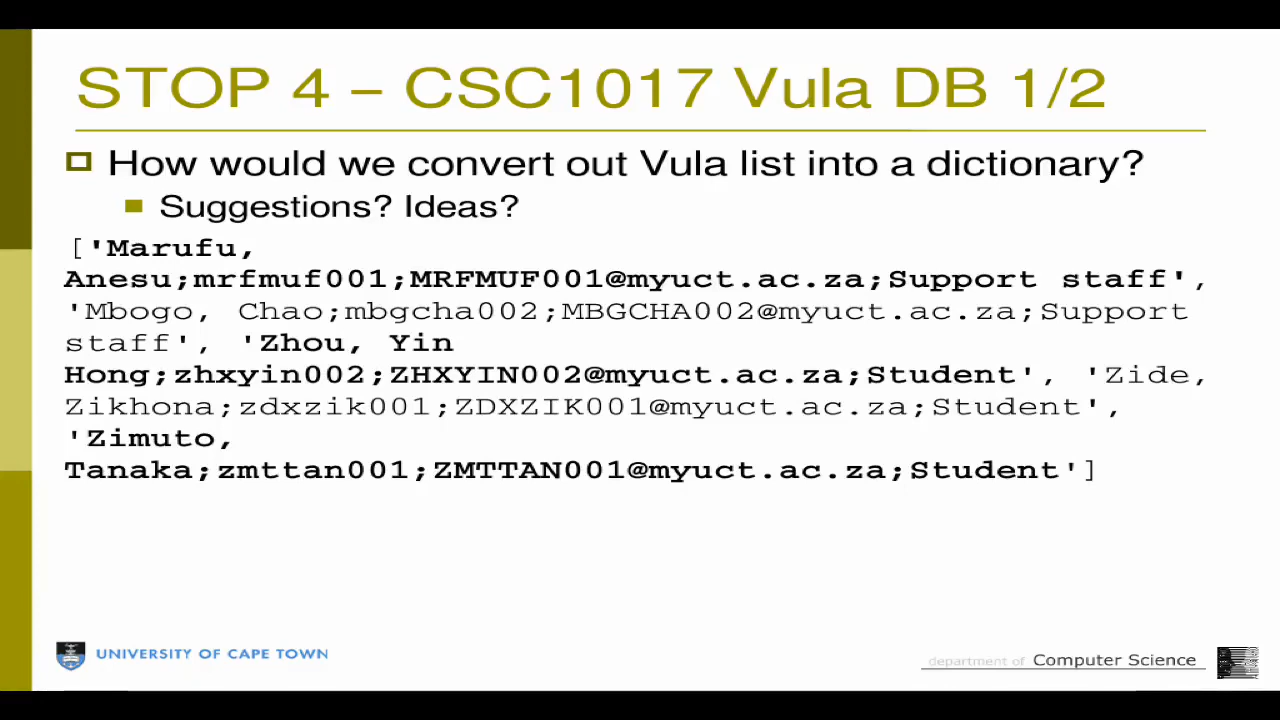 STOP 4 – CSC1017 Vula DB 1/2
How would we convert out Vula list into a dictionary?
Suggestions? Ideas?
['Marufu,
Anesu;mrfmuf001;MRFMUF001@myuct.ac.za;Support staff',
'Mbogo, Chao;mbgcha002;MBGCHA002@myuct.ac.za;Support
staff', 'Zhou, Yin
Hong;zhxyin002;ZHXYIN002@myuct.ac.za;Student', 'Zide,
Zikhona;zdxzik001;ZDXZIK001@myuct.ac.za;Student',
'Zimuto,
Tanaka;zmttan001;ZMTTAN001@myuct.ac.za;Student']
UNIVERSITY OF CAPE TOWN
department of Computer Science